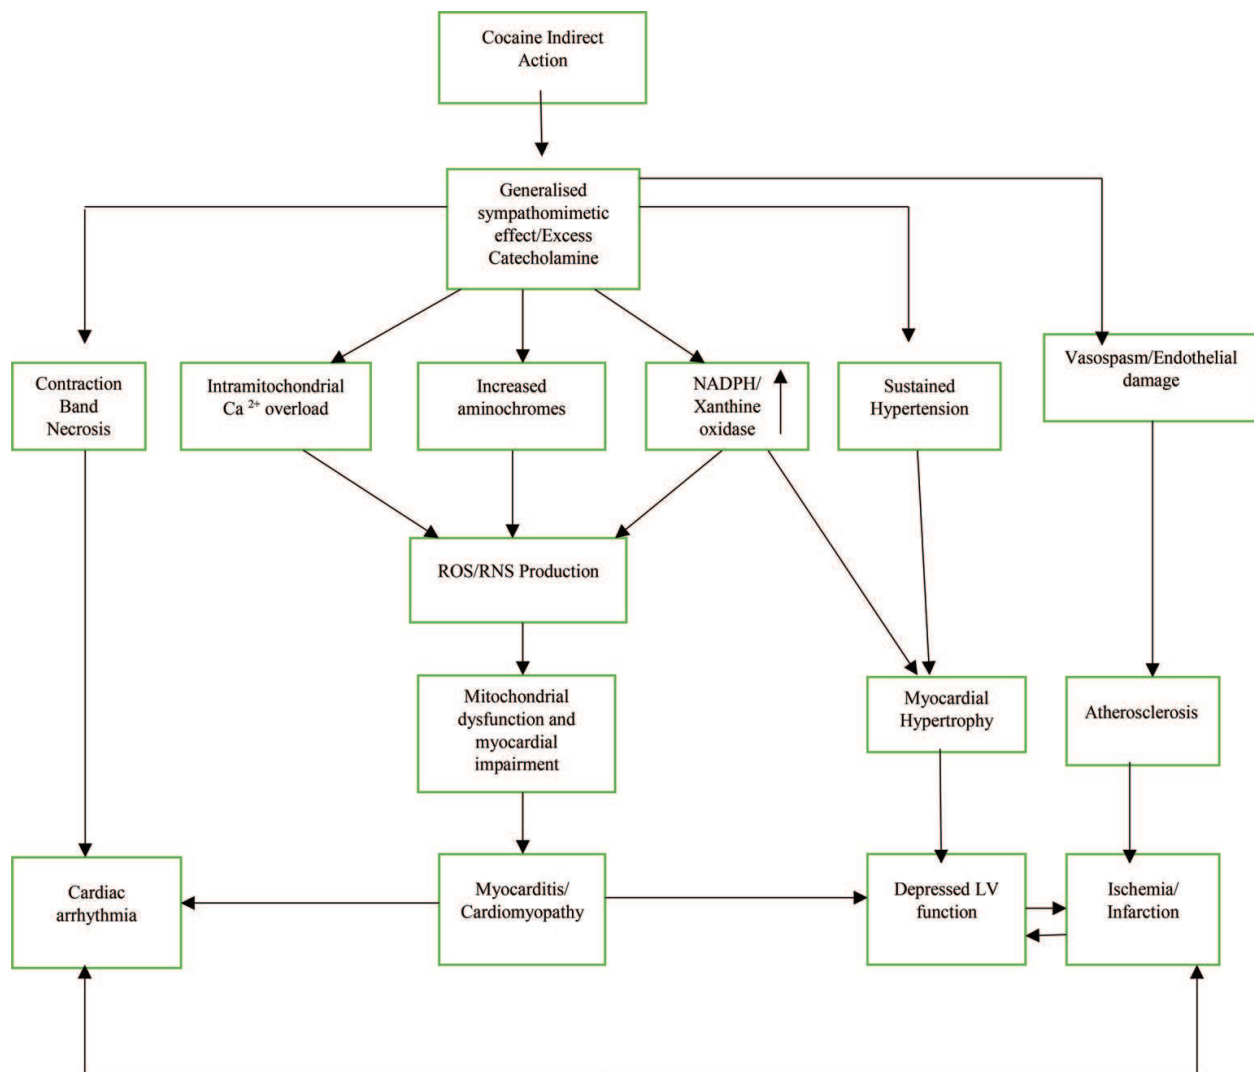 Cocaine Indirect
Action
Generalised
sympathomimetic
effect/Excess
Catecholamine
Contraction
Band
Necrosis
Intramitochondrial
Ca 2+ overload
Increased
aminochromes
NADPH/
Xanthine
oxidase
Sustained
Hypertension
Vasospasm/Endothelial
damage
ROS/RNS Production
Mitochondrial
dysfunction and
myocardial
impairment
Myocardial
Hypertrophy
Atherosclerosis
Cardiac
arrhythmia
Myocarditis/
Cardiomyopathy
Depressed LV
function
Ischemia/
Infarction